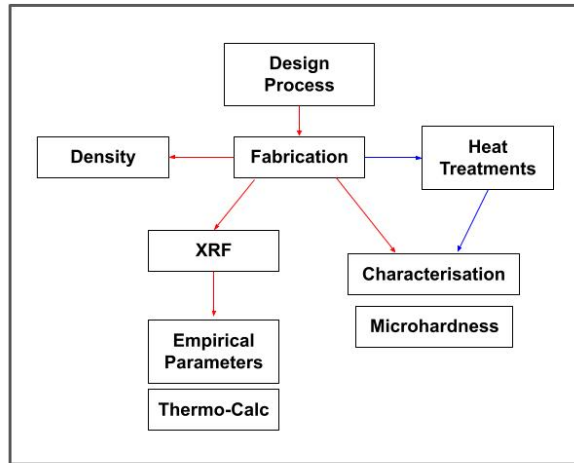 Design
Process
Density
Fabrication
Heat
Treatments
XRF
Characterisation
Microhardness
Empirical
Parameters
Thermo-Calc